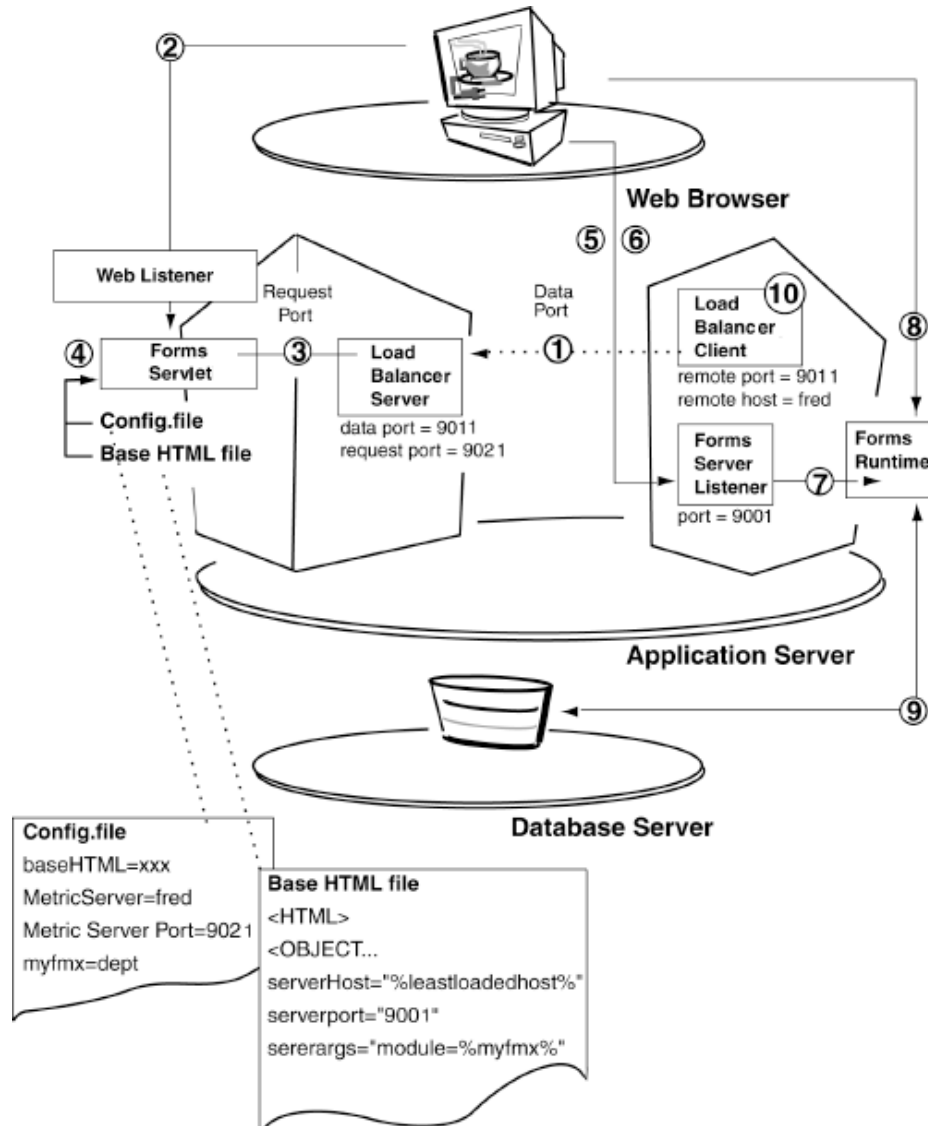 ②
Web Browser
⑤ ⑥
Web Listener
Request
Port
Data
Port
Load
Balancer
Client
⑩
remote port = 9011
remote host = fred
⑧
④
Forms
Servlet
③
Load
Balancer
Server
①
data port = 9011
request port = 9021
Config.file
Base HTML file
Forms
Server
Listener
port = 9001
⑦
Forms
Runtime
Application Server
⑨
Database Server
Config.file
baseHTML=xxx
MetricServer=fred
Metric Server Port=9021
myfmx=dept
Base HTML file
<HTML>
<OBJECT...
serverHost="%leastloadedhost%"
serverport="9001"
sererargs="module=%myfmx%"